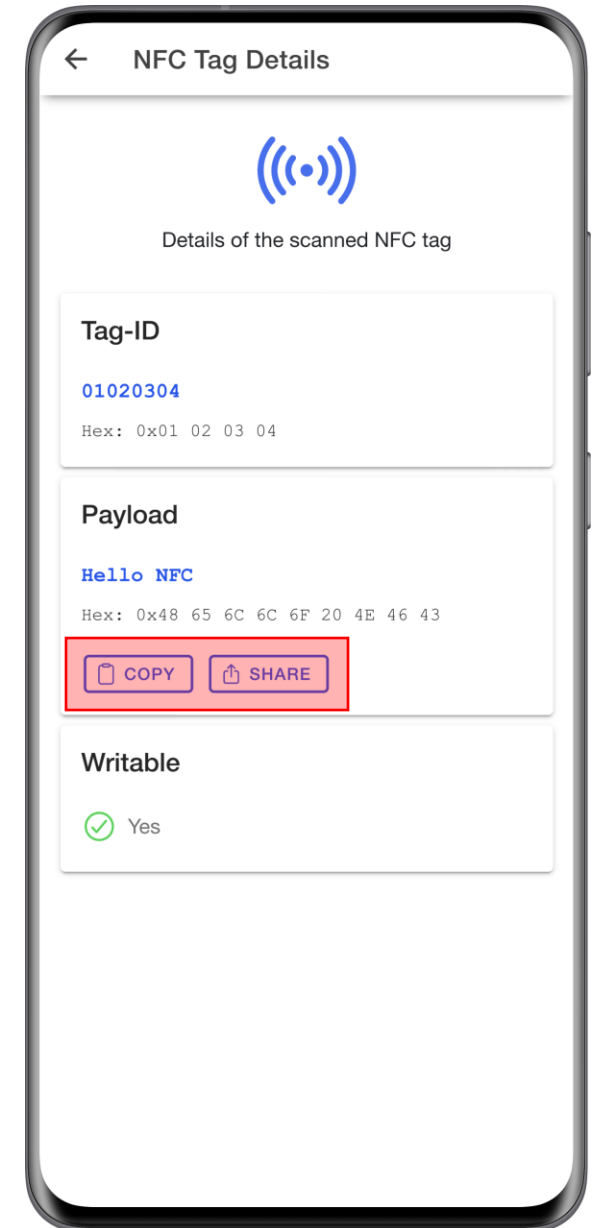 NFC Tag Details
Details of the scanned NFC tag
Tag-ID
01020304
Hex: 0x01 02 03 04
Payload
Hello NFC
Hex: 0x48 65 6C 6C 6F 20 4E 46 43
COPY SHARE
Writable
Yes